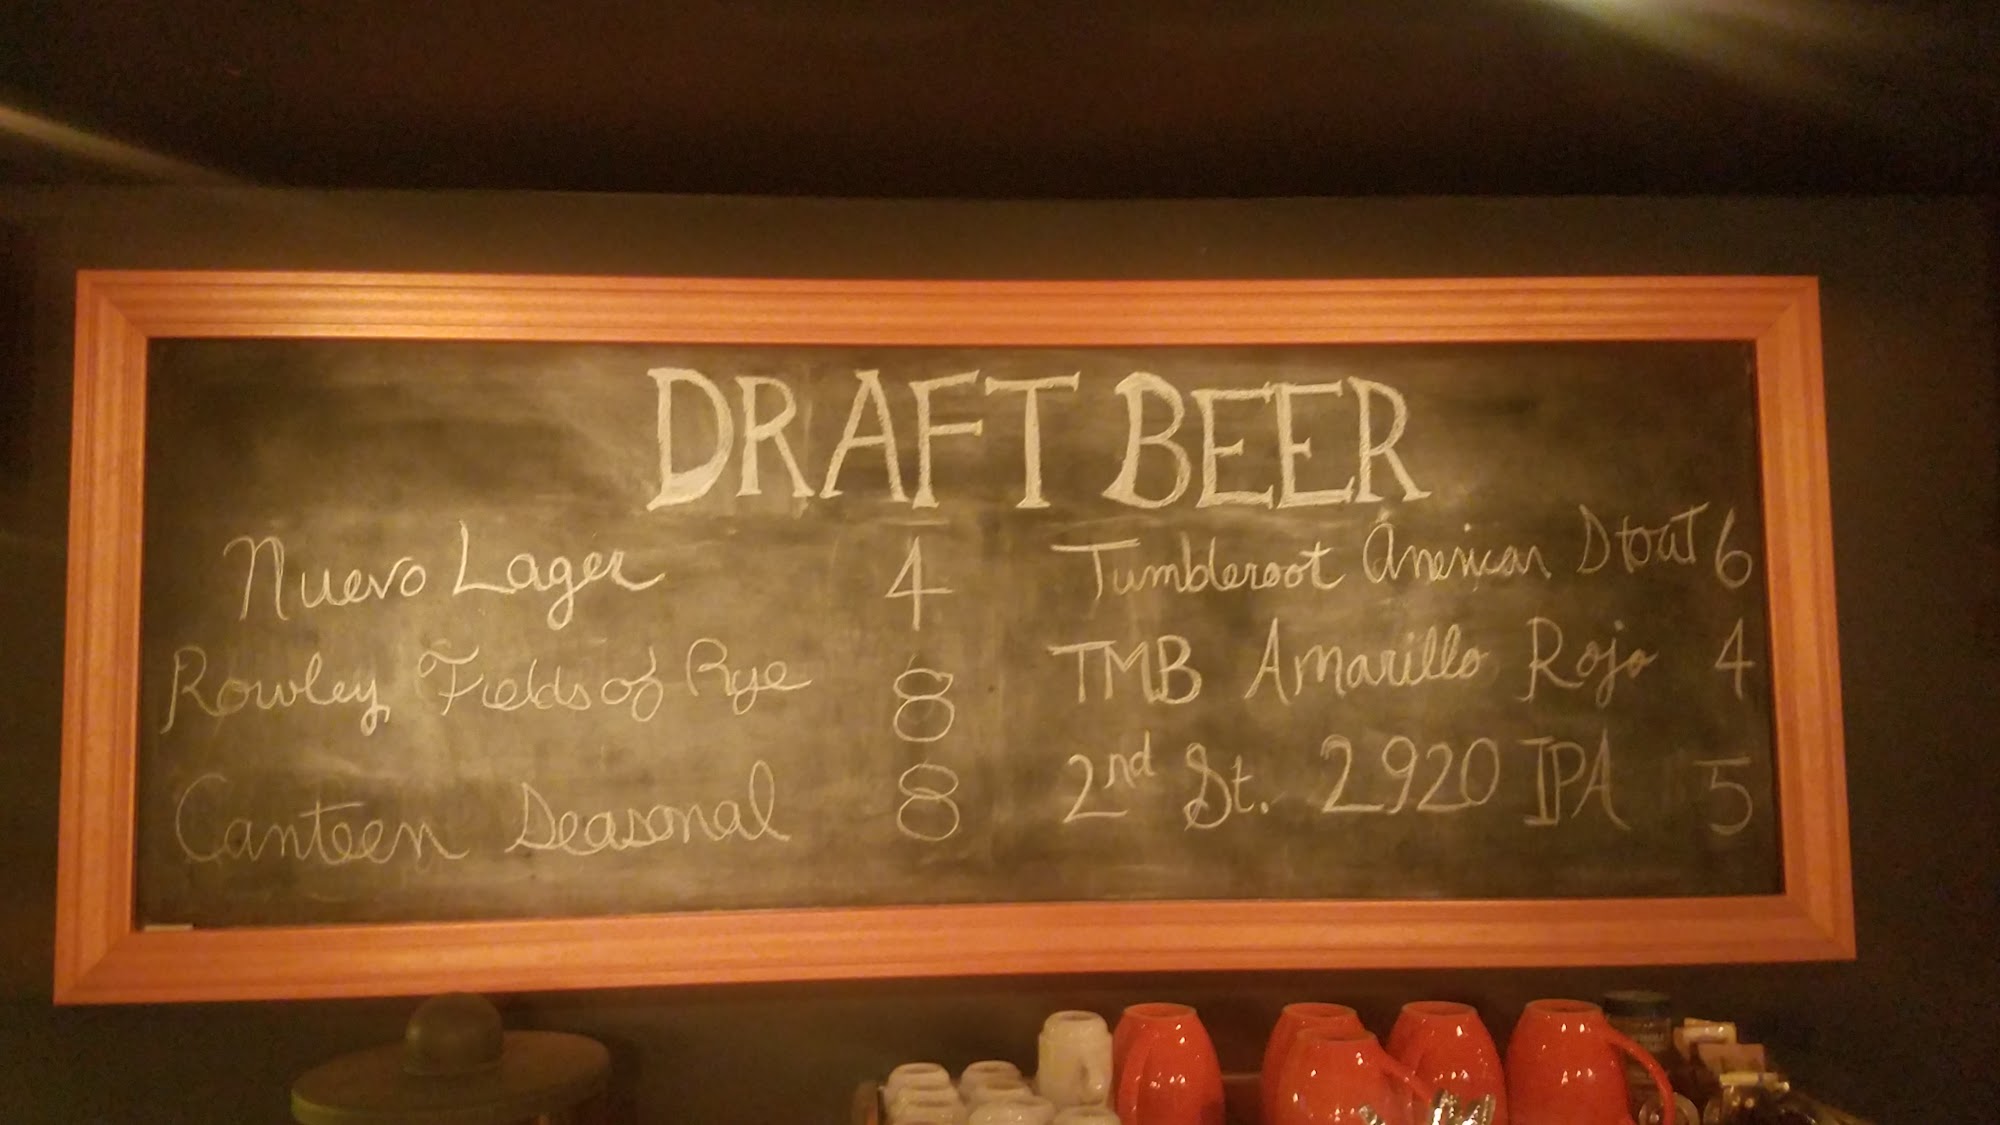 DRAFT BEER
Nuevo Lager 4
Rowley Fields of Rye 8
Canteen Seasonal 8
Tumbleroot American Stout 6
TMB Amarillo Rojo 4
2nd St. 2920 IPA 5